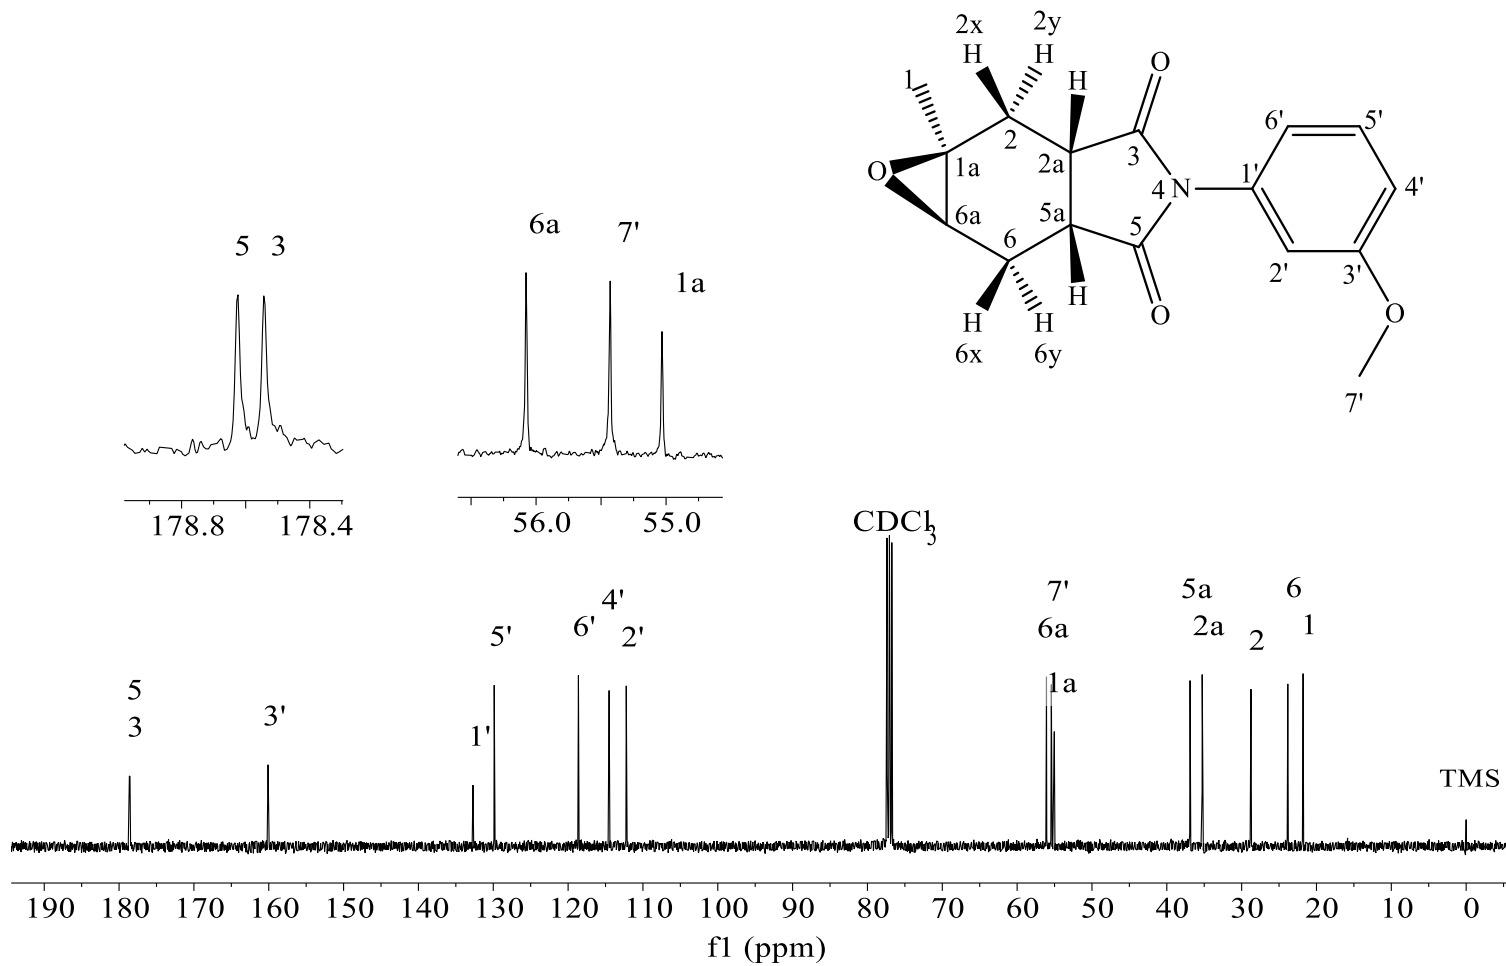 2x 2y
H H
H O
1
2
6' 5'
3
O 1a 2a
1' 4'
4 N
6a 5a
5
6
2' 3'
H
H H O
O
6x 6y
7'
5 3
6a 7'
1a
178.8 178.4
56.0 55.0
CDCl3
7' 5a 6
4'
5' 6' 2' 6a 2a 2 1
5
3 3' 1' 1a
TMS
190 180 170 160 150 140 130 120 110 100 90 80 70 60 50 40 30 20 10 0
f1 (ppm)